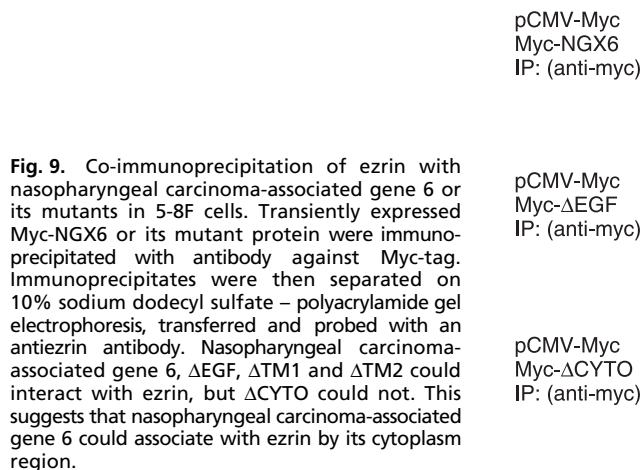 pCMV-Myc
Myc-NGX6
IP: (anti-myc)
Fig. 9. Co-immunoprecipitation of ezrin with
nasopharyngeal carcinoma-associated gene 6 or
its mutants in 5-8F cells. Transiently expressed
Myc-NGX6 or its mutant protein were immuno-
precipitated with antibody against Myc-tag.
Immunoprecipitates were then separated on
10% sodium dodecyl sulfate – polyacrylamide gel
electrophoresis, transferred and probed with an
antiezrin antibody. Nasopharyngeal carcinoma-
associated gene 6, ΔEGF, ΔTM1 and ΔTM2 could
interact with ezrin, but ΔCYTO could not. This
suggests that nasopharyngeal carcinoma-associated
gene 6 could associate with ezrin by its cytoplasm
region.
pCMV-Myc
Myc-ΔEGF
IP: (anti-myc)
pCMV-Myc
Myc-ΔCYTO
IP: (anti-myc)